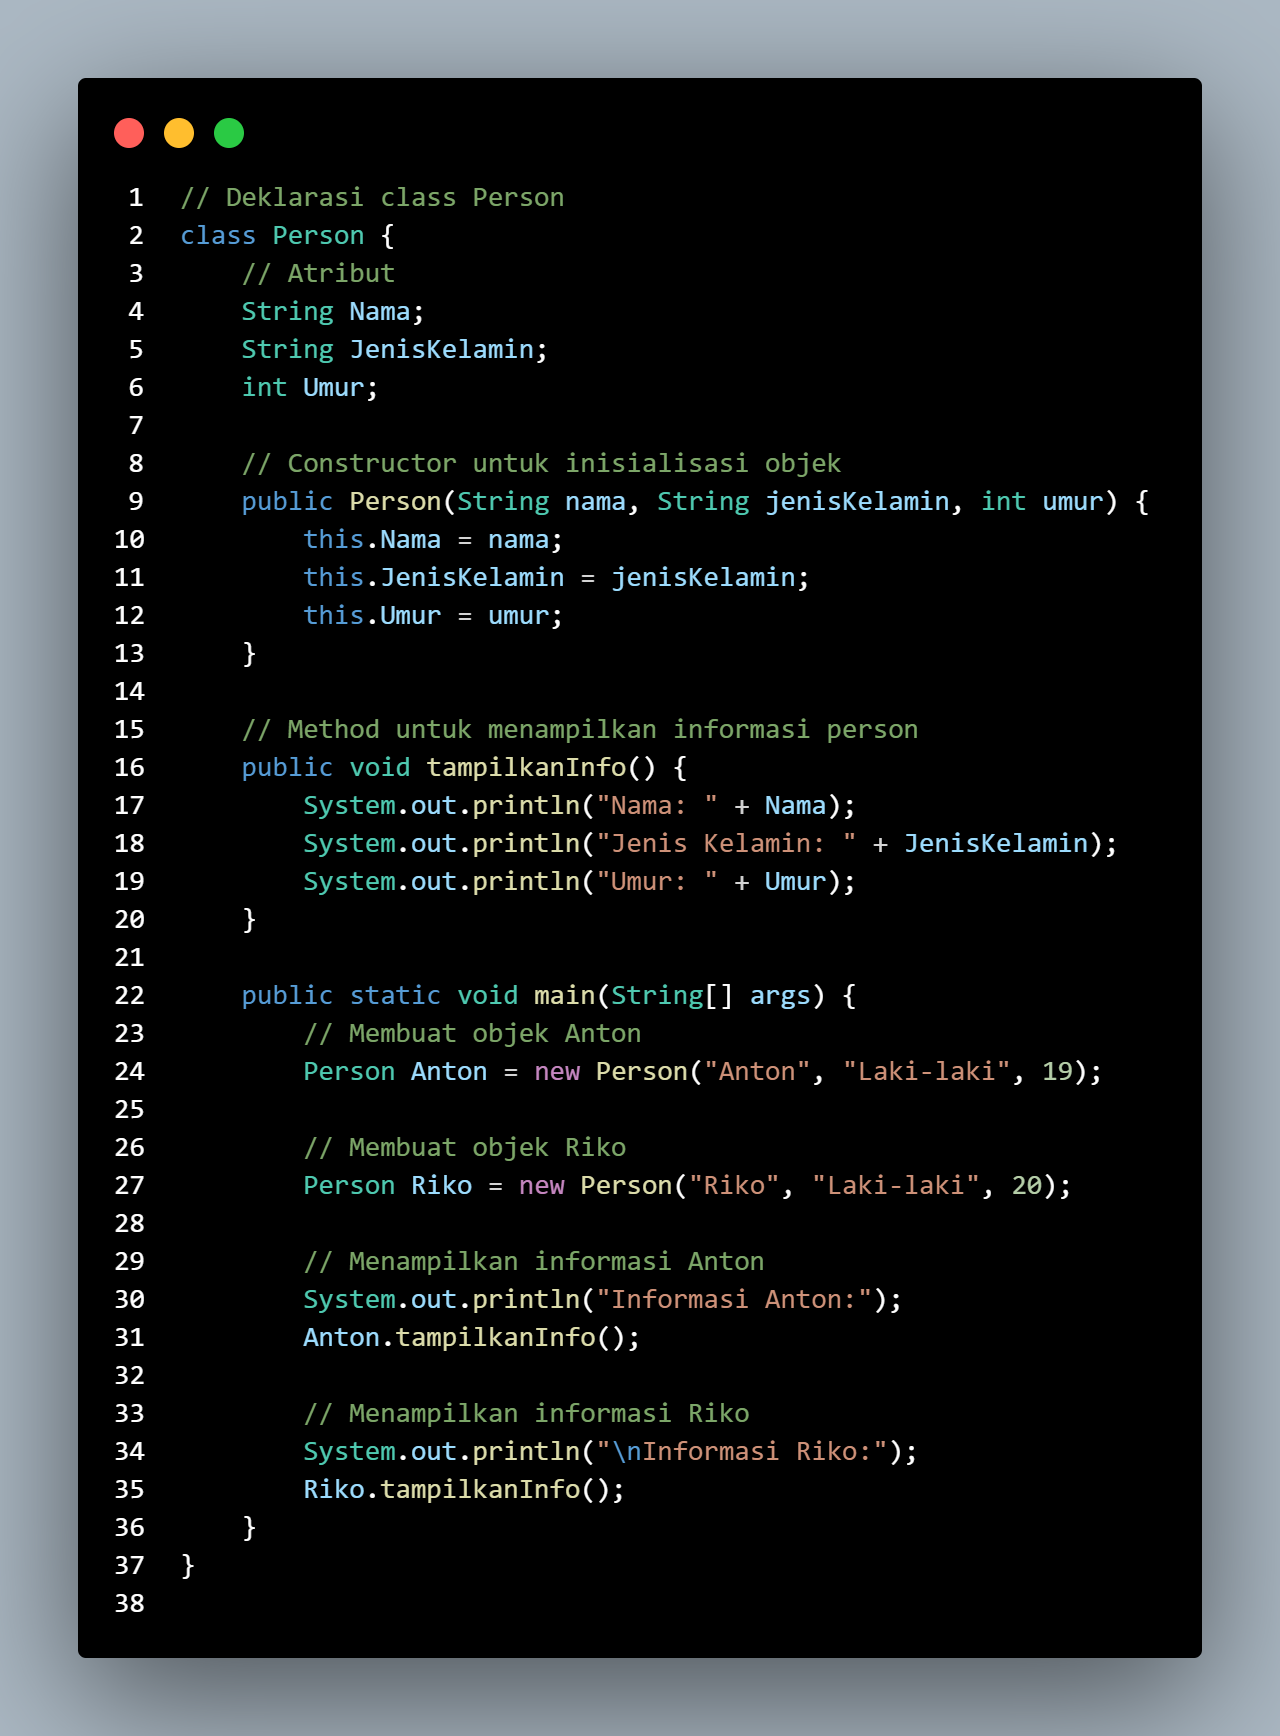 1 // Deklarasi class Person
2 class Person {
3     // Atribut
4     String Nama;
5     String JenisKelamin;
6     int Umur;
7
8     // Constructor untuk inisialisasi objek
9     public Person(String nama, String jenisKelamin, int umur) {
10         this.Nama = nama;
11         this.JenisKelamin = jenisKelamin;
12         this.Umur = umur;
13     }
14
15     // Method untuk menampilkan informasi person
16     public void tampilkanInfo() {
17         System.out.println("Nama: " + Nama);
18         System.out.println("Jenis Kelamin: " + JenisKelamin);
19         System.out.println("Umur: " + Umur);
20     }
21
22     public static void main(String[] args) {
23         // Membuat objek Anton
24         Person Anton = new Person("Anton", "Laki-laki", 19);
25
26         // Membuat objek Riko
27         Person Riko = new Person("Riko", "Laki-laki", 20);
28
29         // Menampilkan informasi Anton
30         System.out.println("Informasi Anton:");
31         Anton.tampilkanInfo();
32
33         // Menampilkan informasi Riko
34         System.out.println("\nInformasi Riko:");
35         Riko.tampilkanInfo();
36     }
37 }
38